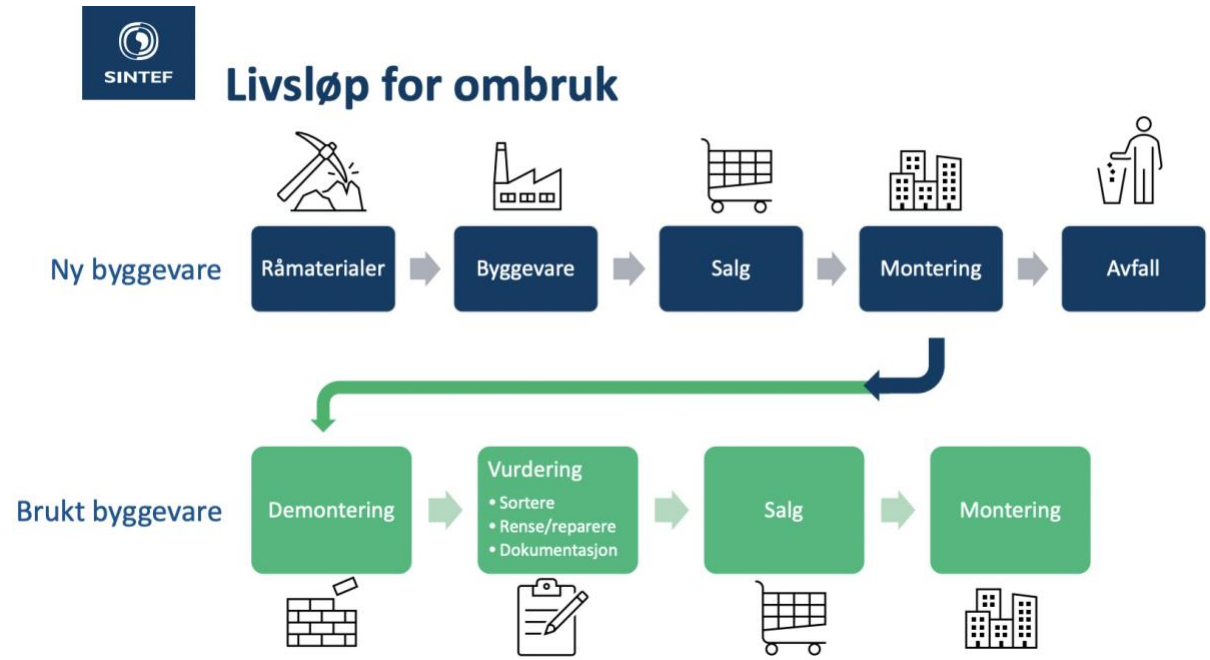 SINTEF
Livsløp for ombruk
Ny byggevare
Råmaterialer
Byggevare
Salg
Montering
Avfall
Brukt byggevare
Demontering
Vurdering
• Sortere
• Rense/reparere
• Dokumentasjon
Salg
Montering